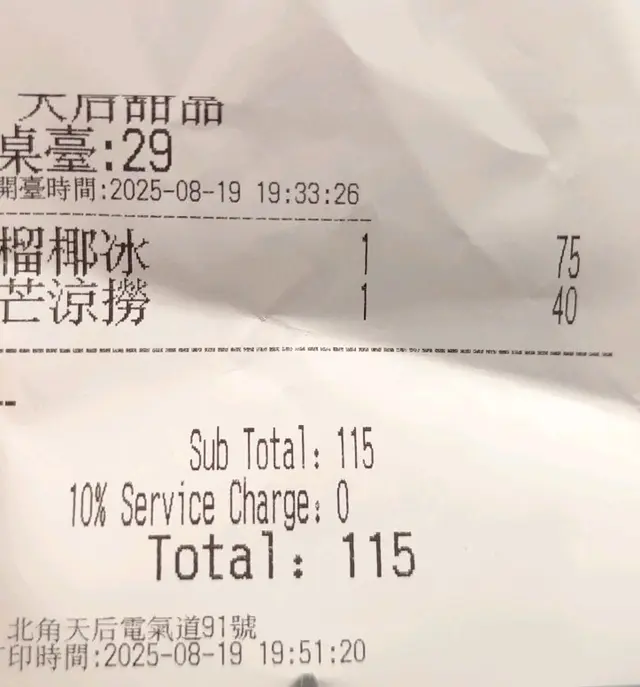 天后甜品
桌臺:29
開臺時間:2025-08-19 19:33:26
榴椰冰 1 75
芒涼撈 1 40
Sub Total: 115
10% Service Charge: 0
Total: 115
北角天后電氣道91號
印時間:2025-08-19 19:51:20